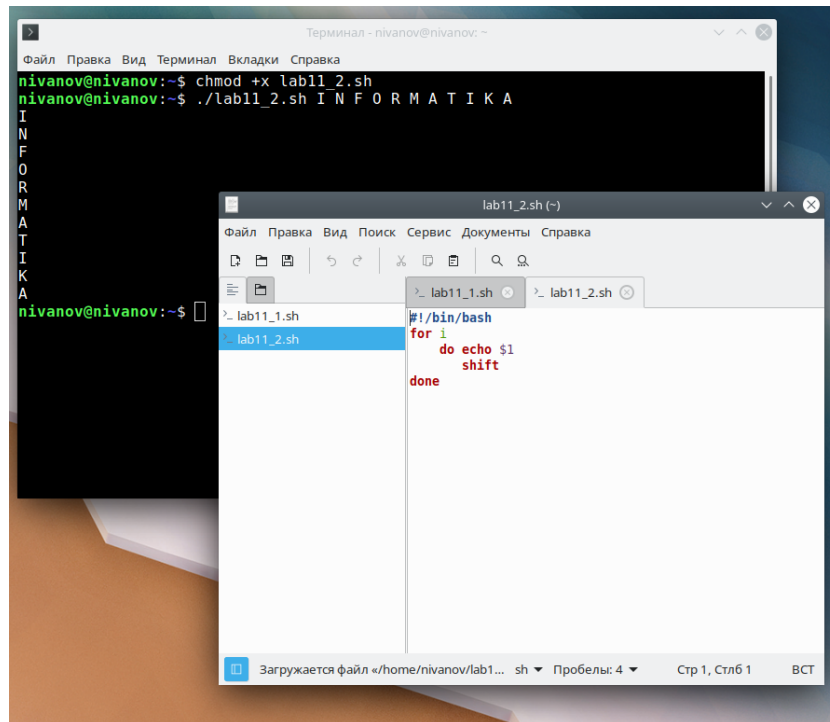 Терминал - nivanov@nivanov: ~
Файл Правка Вид Терминал Вкладки Справка
nivanov@nivanov:~$ chmod +x lab11_2.sh
nivanov@nivanov:~$ ./lab11_2.sh I N F O R M A T I K A
I
N
F
O
R
M
A
T
I
K
A
nivanov@nivanov:~$
lab11_2.sh (~)
Файл Правка Вид Поиск Сервис Документы Справка
lab11_1.sh lab11_2.sh
lab11_1.sh
lab11_2.sh
#!/bin/bash
for i
do echo $1
shift
done
Загружается файл «/home/nivanov/lab1... sh Пробелы: 4 Стр 1, Стлб 1 ВСТ